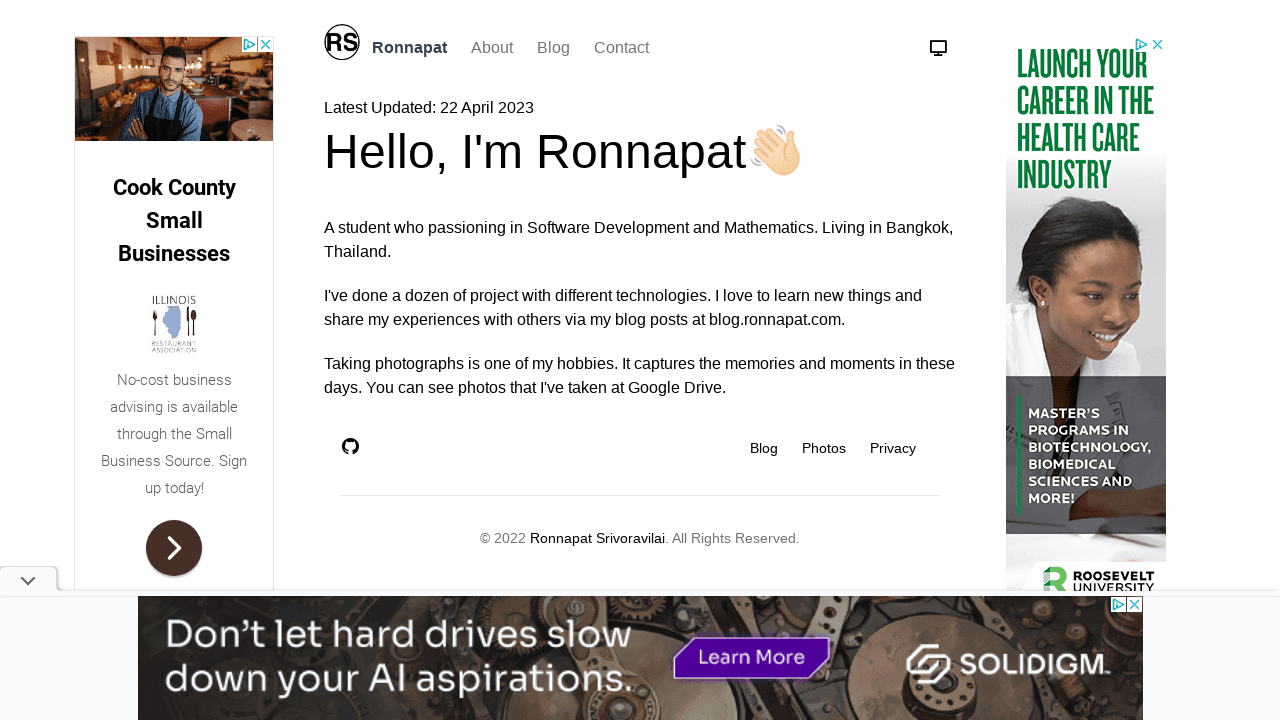 RS
Ronnapat
About
Blog
Contact
Latest Updated: 22 April 2023
Hello, I'm Ronnapat👋🏻
A student who passioning in Software Development and Mathematics. Living in Bangkok,
Thailand.
I've done a dozen of project with different technologies. I love to learn new things and
share my experiences with others via my blog posts at blog.ronnapat.com.
Taking photographs is one of my hobbies. It captures the memories and moments in these
days. You can see photos that I've taken at Google Drive.
Blog
Photos
Privacy
© 2022 Ronnapat Srivoravilai. All Rights Reserved.
Cook County
Small
Businesses
ILLINOIS
RESTAURANT
ASSOCIATION
No-cost business
advising is available
through the Small
Business Source. Sign
up today!
LAUNCH YOUR
CAREER IN THE
HEALTH CARE
INDUSTRY
MASTER'S
PROGRAMS IN
BIOTECHNOLOGY,
BIOMEDICAL
SCIENCES AND
MORE!
ROOSEVELT
UNIVERSITY
Don't let hard drives slow
down your AI aspirations.
Learn More
SOLIDIGM